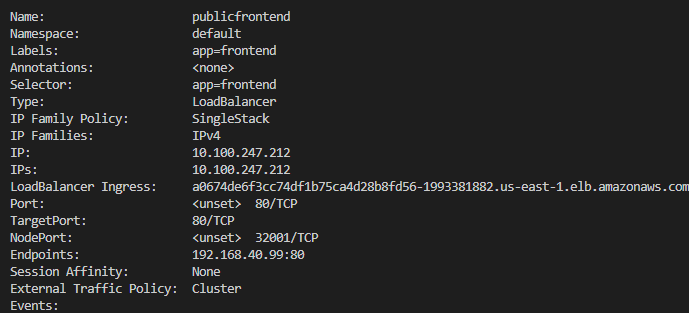 Name: publicfrontend
Namespace: default
Labels: app=frontend
Annotations: <none>
Selector: app=frontend
Type: LoadBalancer
IP Family Policy: SingleStack
IP Families: IPv4
IP: 10.100.247.212
IPs: 10.100.247.212
LoadBalancer Ingress: a0674de6f3cc74df1b75ca4d28b8fd56-1993381882.us-east-1.elb.amazonaws.com
Port: <unset> 80/TCP
TargetPort: 80/TCP
NodePort: <unset> 32001/TCP
Endpoints: 192.168.40.99:80
Session Affinity: None
External Traffic Policy: Cluster
Events: